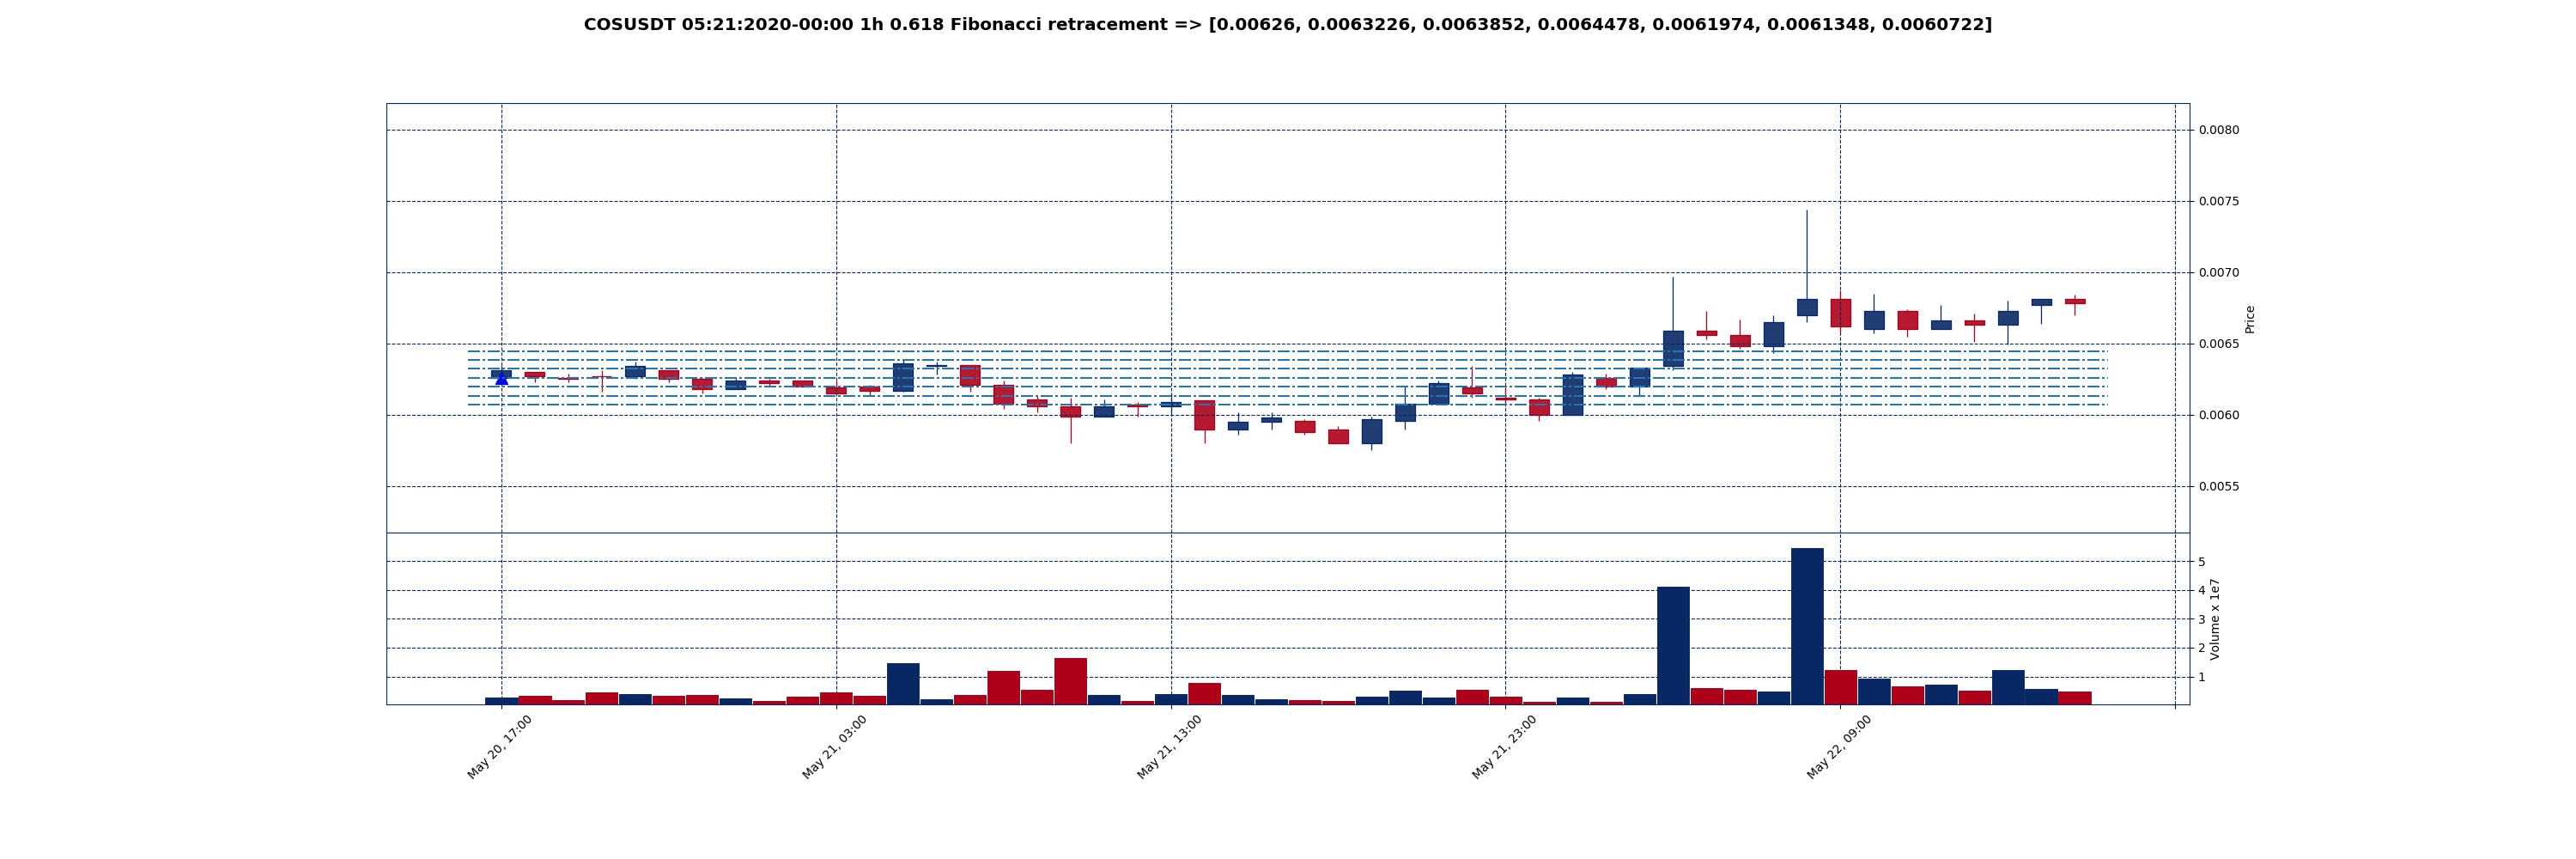 COSUSDT 05:21:2020-00:00 1h 0.618 Fibonacci retracement => [0.00626, 0.0063226, 0.0063852, 0.0064478, 0.0061974, 0.0061348, 0.0060722]
0.0080
0.0075
0.0070
0.0065
0.0060
0.0055
Price
5
4
3
2
1
Volume x 1e7
May 20, 17:00
May 21, 03:00
May 21, 13:00
May 21, 23:00
May 22, 09:00